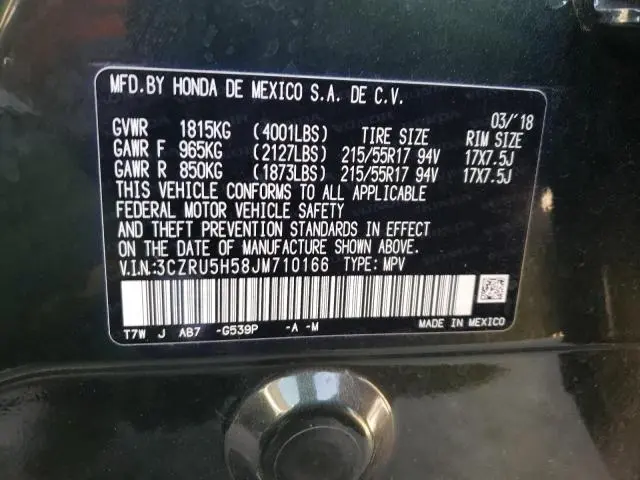 MFD.BY HONDA DE MEXICO S.A. DE C.V.
03/'18
GVWR 1815KG (4001LBS) TIRE SIZE RIM SIZE
GAWR F 965KG (2127LBS) 215/55R17 94V 17X7.5J
GAWR R 850KG (1873LBS) 215/55R17 94V 17X7.5J
THIS VEHICLE CONFORMS TO ALL APPLICABLE
FEDERAL MOTOR VEHICLE SAFETY
AND THEFT PREVENTION STANDARDS IN EFFECT
ON THE DATE OF MANUFACTURE SHOWN ABOVE.
V.I.N.:3CZRU5H58JM710166 TYPE: MPV
T7W J AB7 -G539P -A -M MADE IN MEXICO